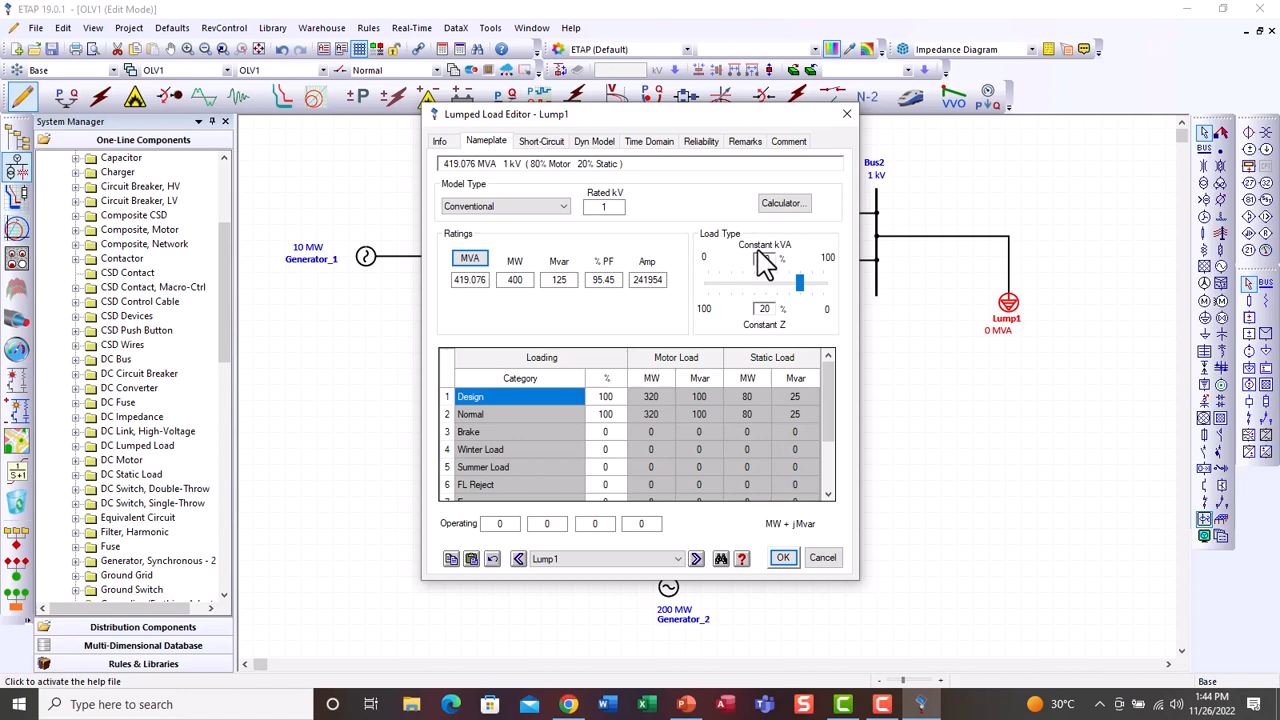 ETAP 19.0.1 - [OLV1 (Edit Mode)]
File Edit View Project Defaults RevControl Library Warehouse Rules Real-Time DataX Tools Window Help
ETAP (Default)
Impedance Diagram
Base OLV1 OLV1 Normal kV
N-2 VVO
System Manager
One-Line Components
Capacitor
Charger
Circuit Breaker, HV
Circuit Breaker, LV
Composite CSD
Composite, Motor
Composite, Network
Contactor
CSD Contact
CSD Contact, Macro-Ctrl
CSD Control Cable
CSD Devices
CSD Push Button
CSD Wires
DC Bus
DC Circuit Breaker
DC Converter
DC Fuse
DC Impedance
DC Link, High-Voltage
DC Lumped Load
DC Motor
DC Static Load
DC Switch, Double-Throw
DC Switch, Single-Throw
Equivalent Circuit
Filter, Harmonic
Fuse
Generator, Synchronous - 2
Ground Grid
Ground Switch
Distribution Components
Multi-Dimensional Database
Rules & Libraries
10 MW
Generator_1
Lumped Load Editor - Lump1
Info Nameplate Short-Circuit Dyn Model Time Domain Reliability Remarks Comment
419.076 MVA 1 kV ( 80% Motor 20% Static )
Model Type
Conventional
Rated kV
1
Calculator...
Ratings
MVA MW Mvar % PF Amp
419.076 400 125 95.45 241954
Load Type
Constant kVA
0 % 100
100 20 % 0
Constant Z
Loading Motor Load Static Load
Category % MW Mvar MW Mvar
1 Design 100 320 100 80 25
2 Normal 100 320 100 80 25
3 Brake 0 0 0 0 0
4 Winter Load 0 0 0 0 0
5 Summer Load 0 0 0 0 0
6 FL Reject 0 0 0 0 0
Operating 0 0 0 0 MW + jMvar
Lump1
OK Cancel
Bus2
1 kV
Lump1
0 MVA
200 MW
Generator_2
BUS
BUS
Click to activate the help file
Base
Type here to search
30°C
1:44 PM
11/26/2022